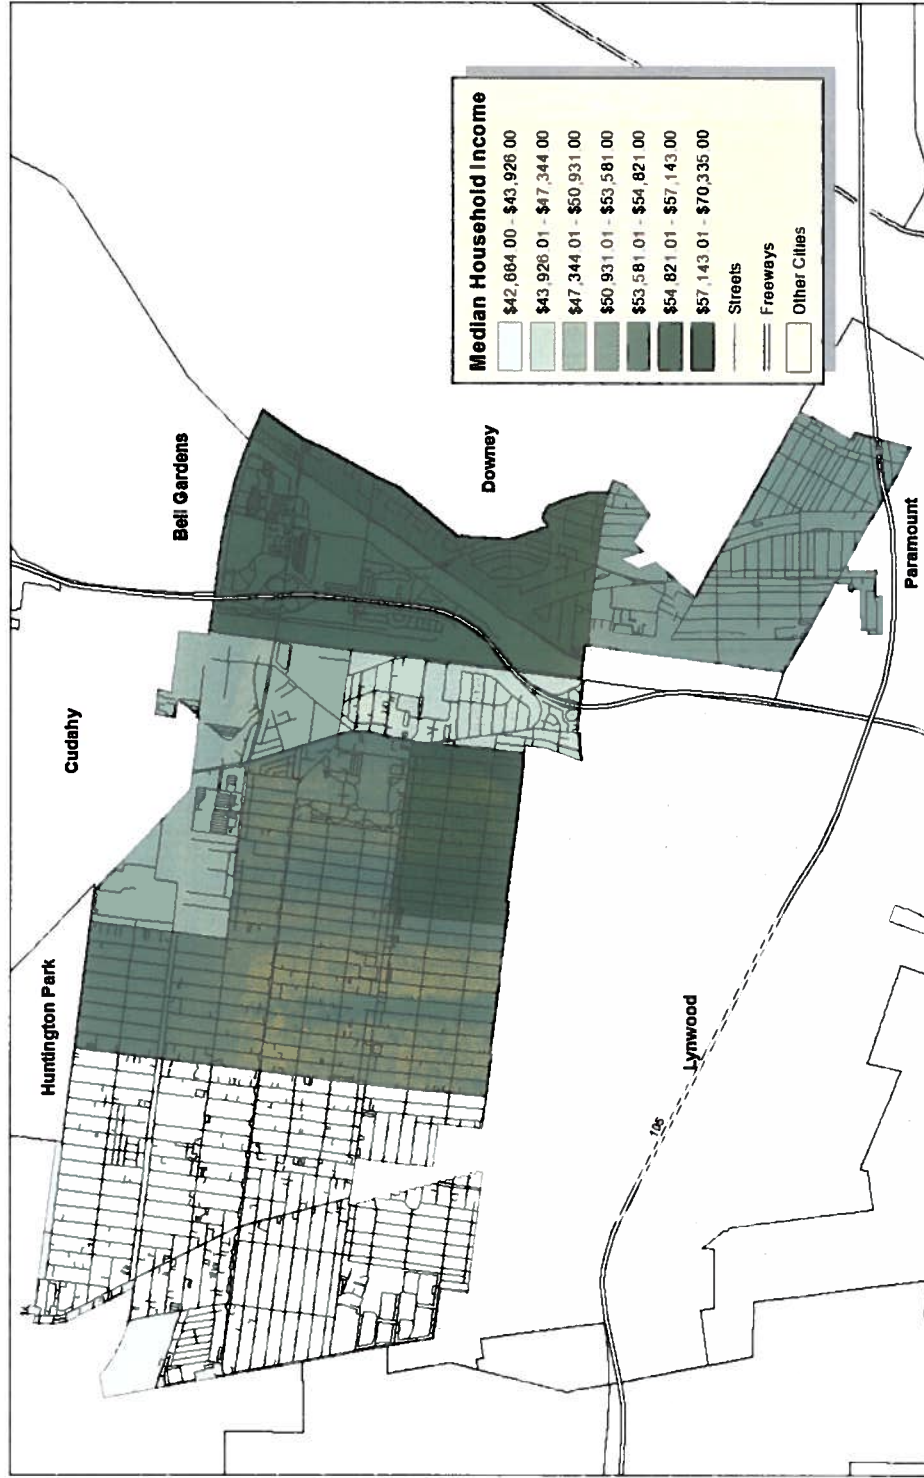 Huntington Park
Cudahy
Bell Gardens
Downey
Lynwood
Paramount
105
Median Household Income
$42,664 00 - $43,926 00
$43,926 01 - $47,344 00
$47,344 01 - $50,931 00
$50,931 01 - $53,581 00
$53,581 01 - $54,821 00
$54,821 01 - $57,143 00
$57,143 01 - $70,335 00
Streets
Freeways
Other Cities